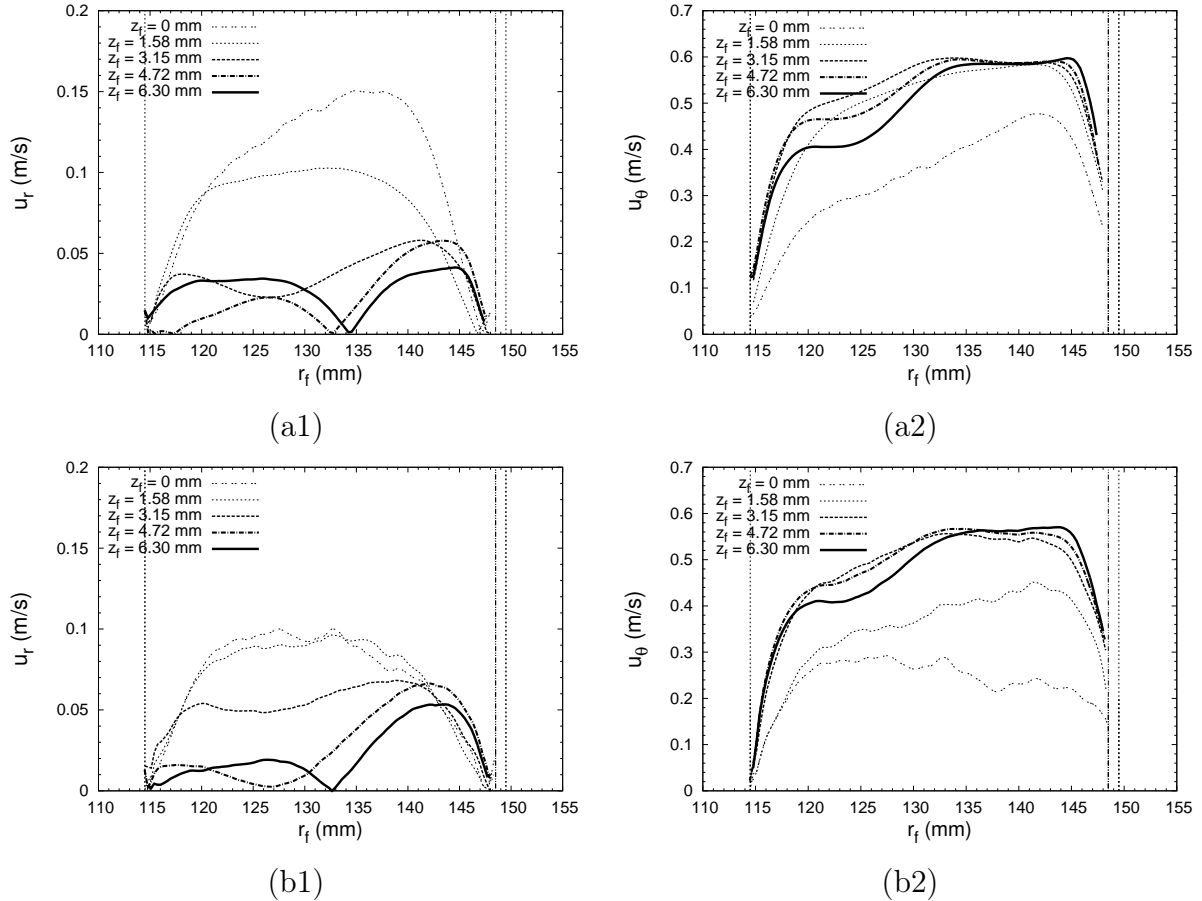 0.2
0.15
0.1
0.05
0
110 115 120 125 130 135 140 145 150 155
u_r (m/s)
r_f (mm)
z_f = 0 mm
z_f = 1.58 mm
z_f = 3.15 mm
z_f = 4.72 mm
z_f = 6.30 mm
(a1)
0.7
0.6
0.5
0.4
0.3
0.2
0.1
0
110 115 120 125 130 135 140 145 150 155
u_θ (m/s)
r_f (mm)
z_f = 0 mm
z_f = 1.58 mm
z_f = 3.15 mm
z_f = 4.72 mm
z_f = 6.30 mm
(a2)
0.2
0.15
0.1
0.05
0
110 115 120 125 130 135 140 145 150 155
u_r (m/s)
r_f (mm)
z_f = 0 mm
z_f = 1.58 mm
z_f = 3.15 mm
z_f = 4.72 mm
z_f = 6.30 mm
(b1)
0.7
0.6
0.5
0.4
0.3
0.2
0.1
0
110 115 120 125 130 135 140 145 150 155
u_θ (m/s)
r_f (mm)
z_f = 0 mm
z_f = 1.58 mm
z_f = 3.15 mm
z_f = 4.72 mm
z_f = 6.30 mm
(b2)